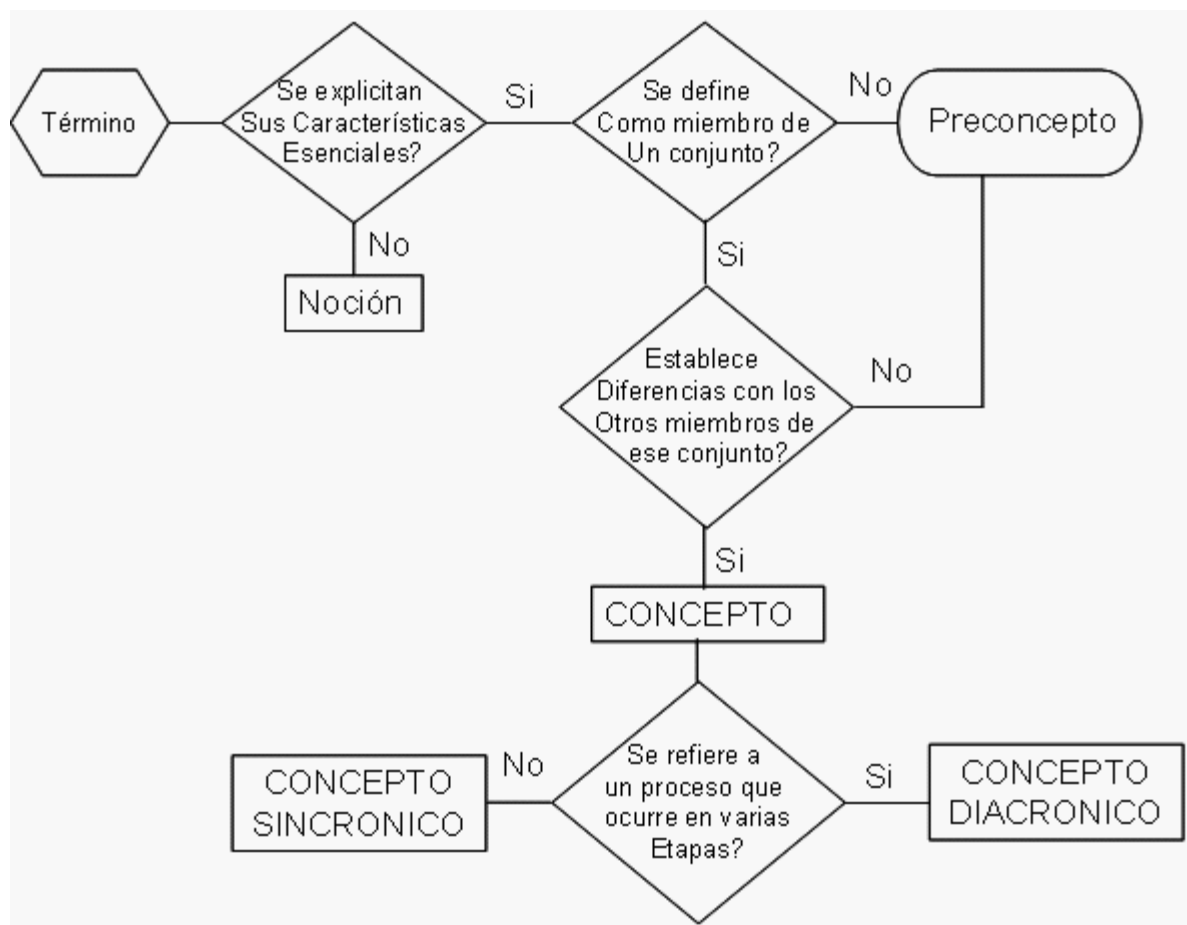 Término
Se explicitan
Sus Características
Esenciales?
Si
Se define
Como miembro de
Un conjunto?
No
Preconcepto
No
Noción
Si
Establece
Diferencias con los
Otros miembros de
ese conjunto?
No
Si
CONCEPTO
Se refiere a
un proceso que
ocurre en varias
Etapas?
No
CONCEPTO
SINCRONICO
Si
CONCEPTO
DIACRONICO